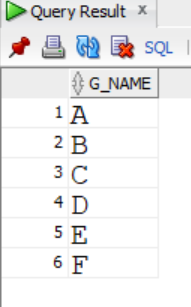 Query Result x
SQL
G_NAME
1 A
2 B
3 C
4 D
5 E
6 F